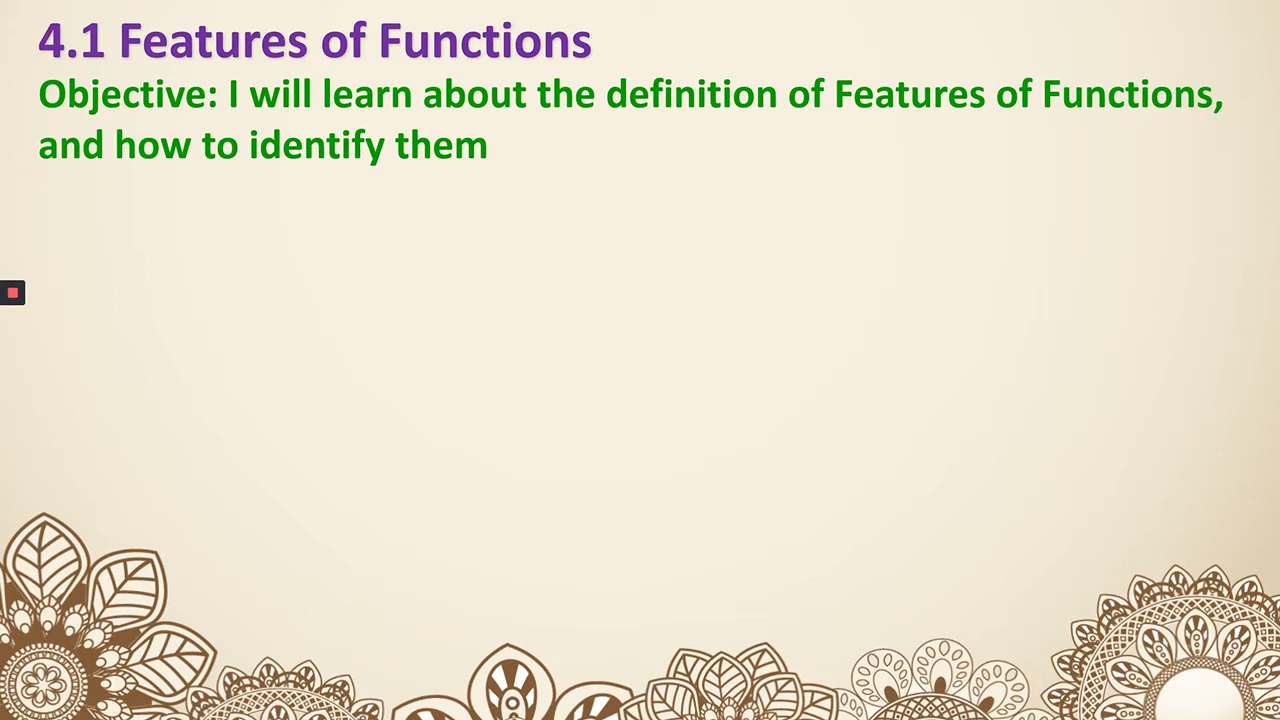 4.1 Features of Functions
Objective: I will learn about the definition of Features of Functions,
and how to identify them